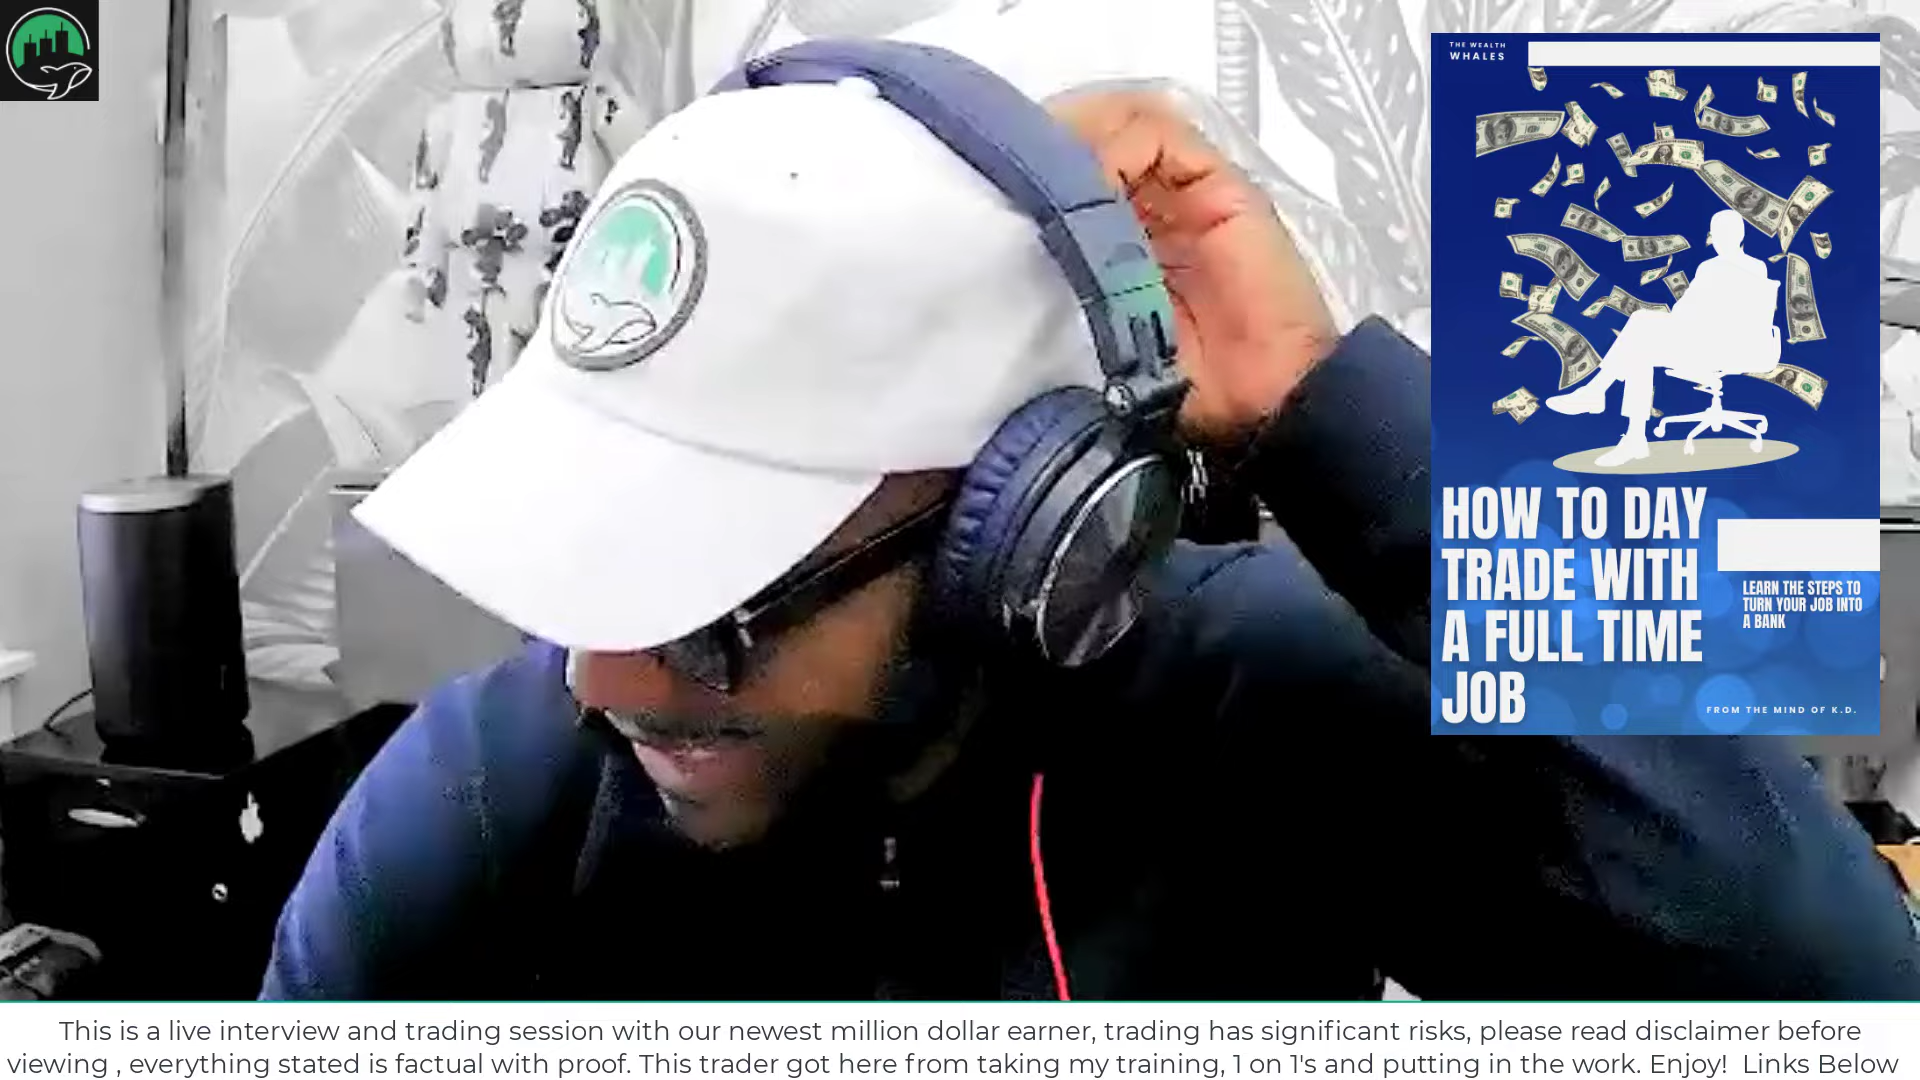 THE WEALTH
WHALES
HOW TO DAY
TRADE WITH
A FULL TIME
JOB
LEARN THE STEPS TO
TURN YOUR JOB INTO
A BANK
FROM THE MIND OF K.D.
This is a live interview and trading session with our newest million dollar earner, trading has significant risks, please read disclaimer before
viewing , everything stated is factual with proof. This trader got here from taking my training, 1 on 1's and putting in the work. Enjoy! Links Below